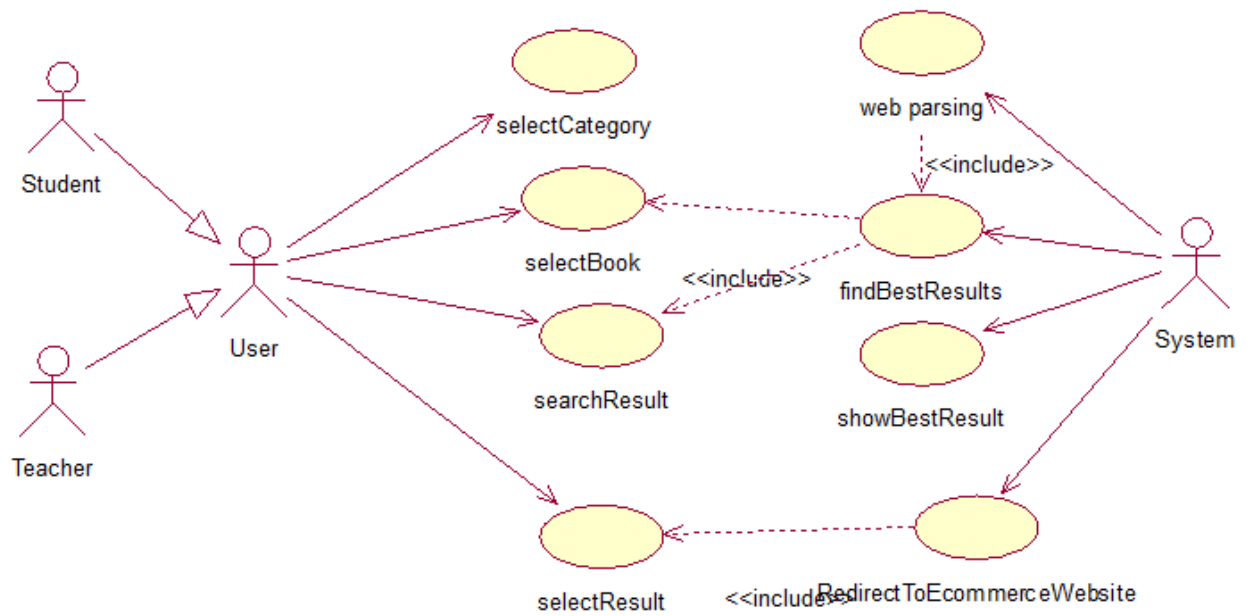 selectCategory
web parsing
Student
<<include>>
selectBook
<<include>>
findBestResults
User
System
searchResult
showBestResult
Teacher
selectResult
<<include>>
RedirectToEcommerceWebsite